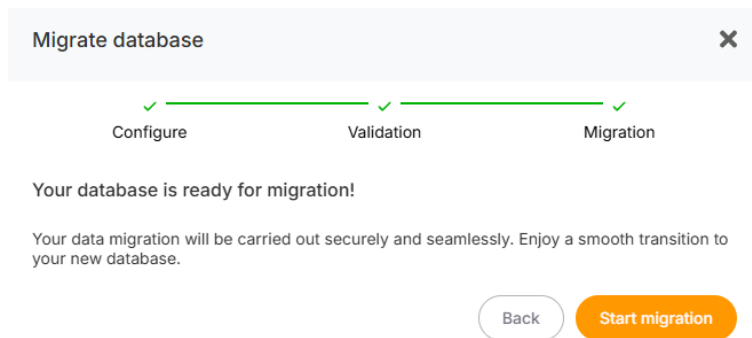 Migrate database
Configure
Validation
Migration
Your database is ready for migration!
Your data migration will be carried out securely and seamlessly. Enjoy a smooth transition to
your new database.
Back
Start migration